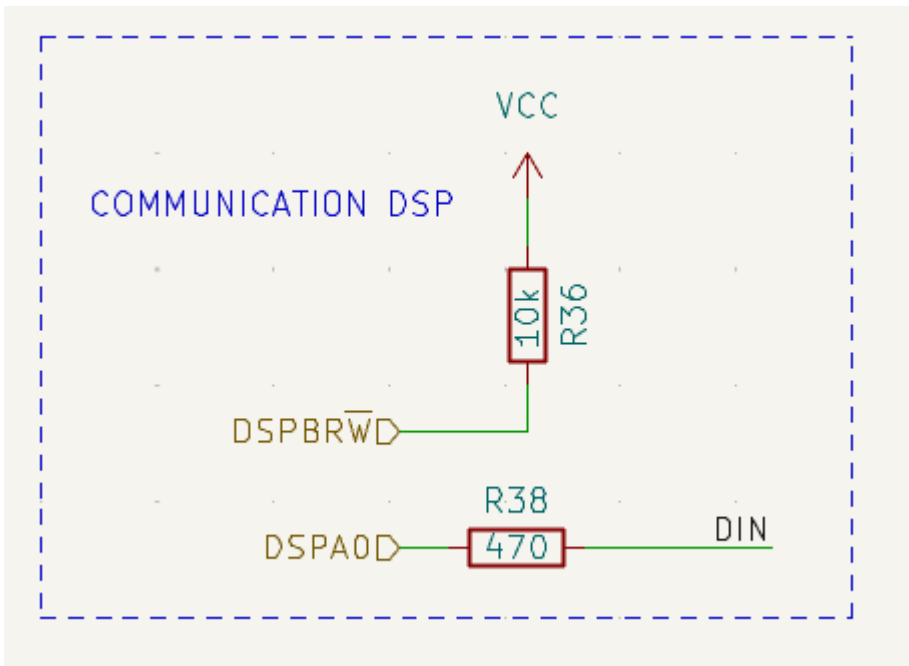 VCC
COMMUNICATION DSP
10k
R36
DSPBRW̅
R38
DSPA0
470
DIN